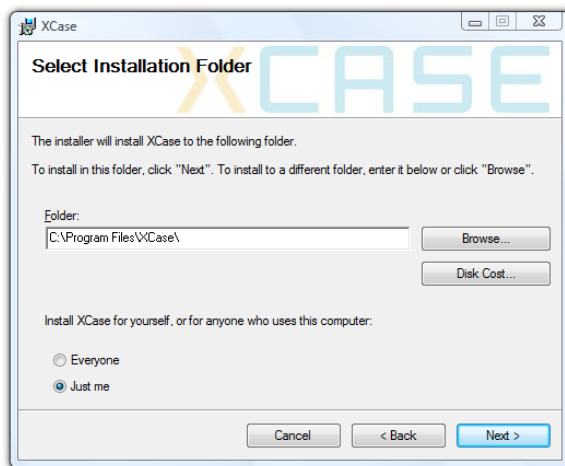 XCase
Select Installation Folder
XCASE
The installer will install XCase to the following folder.
To install in this folder, click "Next". To install to a different folder, enter it below or click "Browse".
Folder:
C:\Program Files\XCase\
Browse...
Disk Cost...
Install XCase for yourself, or for anyone who uses this computer:
Everyone
Just me
Cancel
< Back
Next >